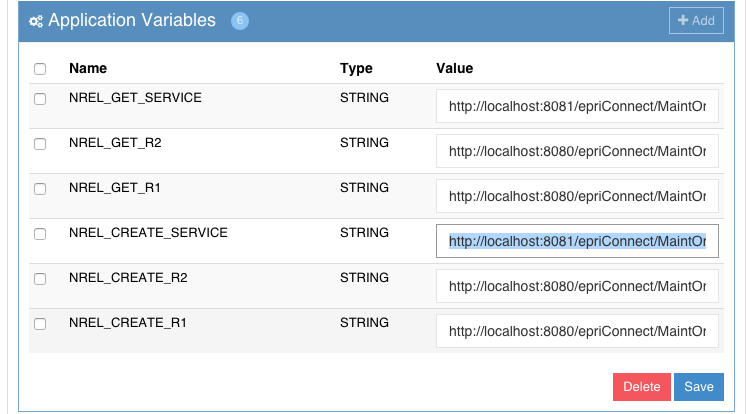 Application Variables 6
+ Add
Name Type Value
NREL_GET_SERVICE STRING http://localhost:8081/epriConnect/MaintOr
NREL_GET_R2 STRING http://localhost:8080/epriConnect/MaintOr
NREL_GET_R1 STRING http://localhost:8080/epriConnect/MaintOr
NREL_CREATE_SERVICE STRING http://localhost:8081/epriConnect/MaintOr
NREL_CREATE_R2 STRING http://localhost:8080/epriConnect/MaintOr
NREL_CREATE_R1 STRING http://localhost:8080/epriConnect/MaintOr
Delete Save